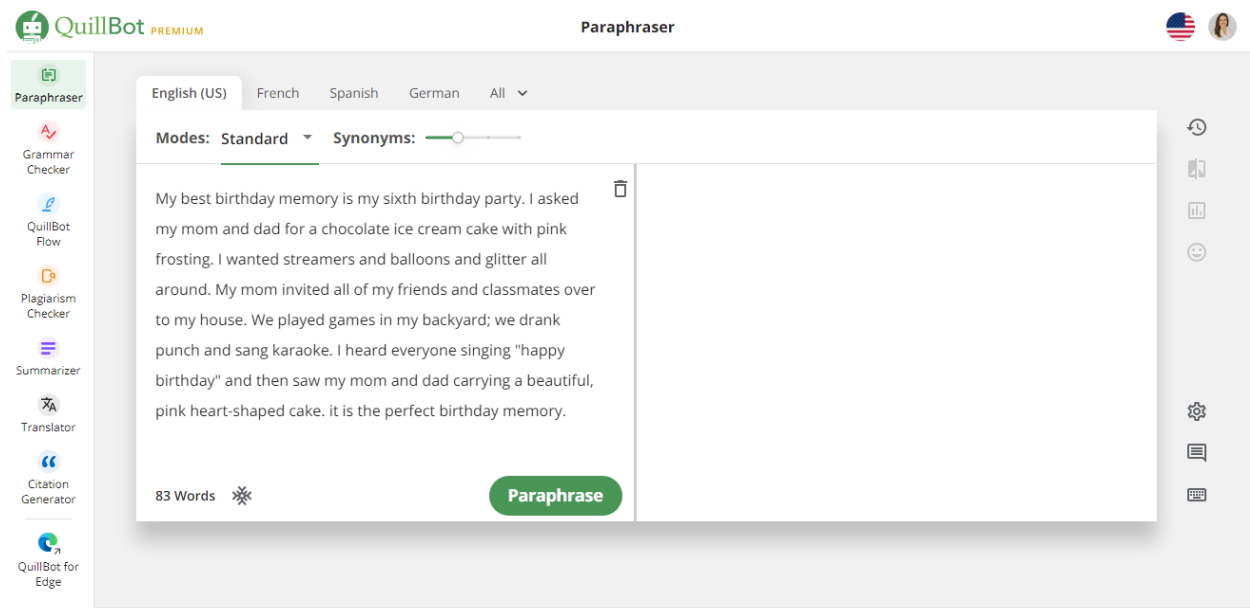 QuillBot PREMIUM
Paraphraser
Paraphraser
Grammar
Checker
QuillBot
Flow
Plagiarism
Checker
Summarizer
Translator
Citation
Generator
QuillBot for
Edge
English (US) French Spanish German All
Modes: Standard Synonyms:
My best birthday memory is my sixth birthday party. I asked
my mom and dad for a chocolate ice cream cake with pink
frosting. I wanted streamers and balloons and glitter all
around. My mom invited all of my friends and classmates over
to my house. We played games in my backyard; we drank
punch and sang karaoke. I heard everyone singing "happy
birthday" and then saw my mom and dad carrying a beautiful,
pink heart-shaped cake. it is the perfect birthday memory.
83 Words
Paraphrase